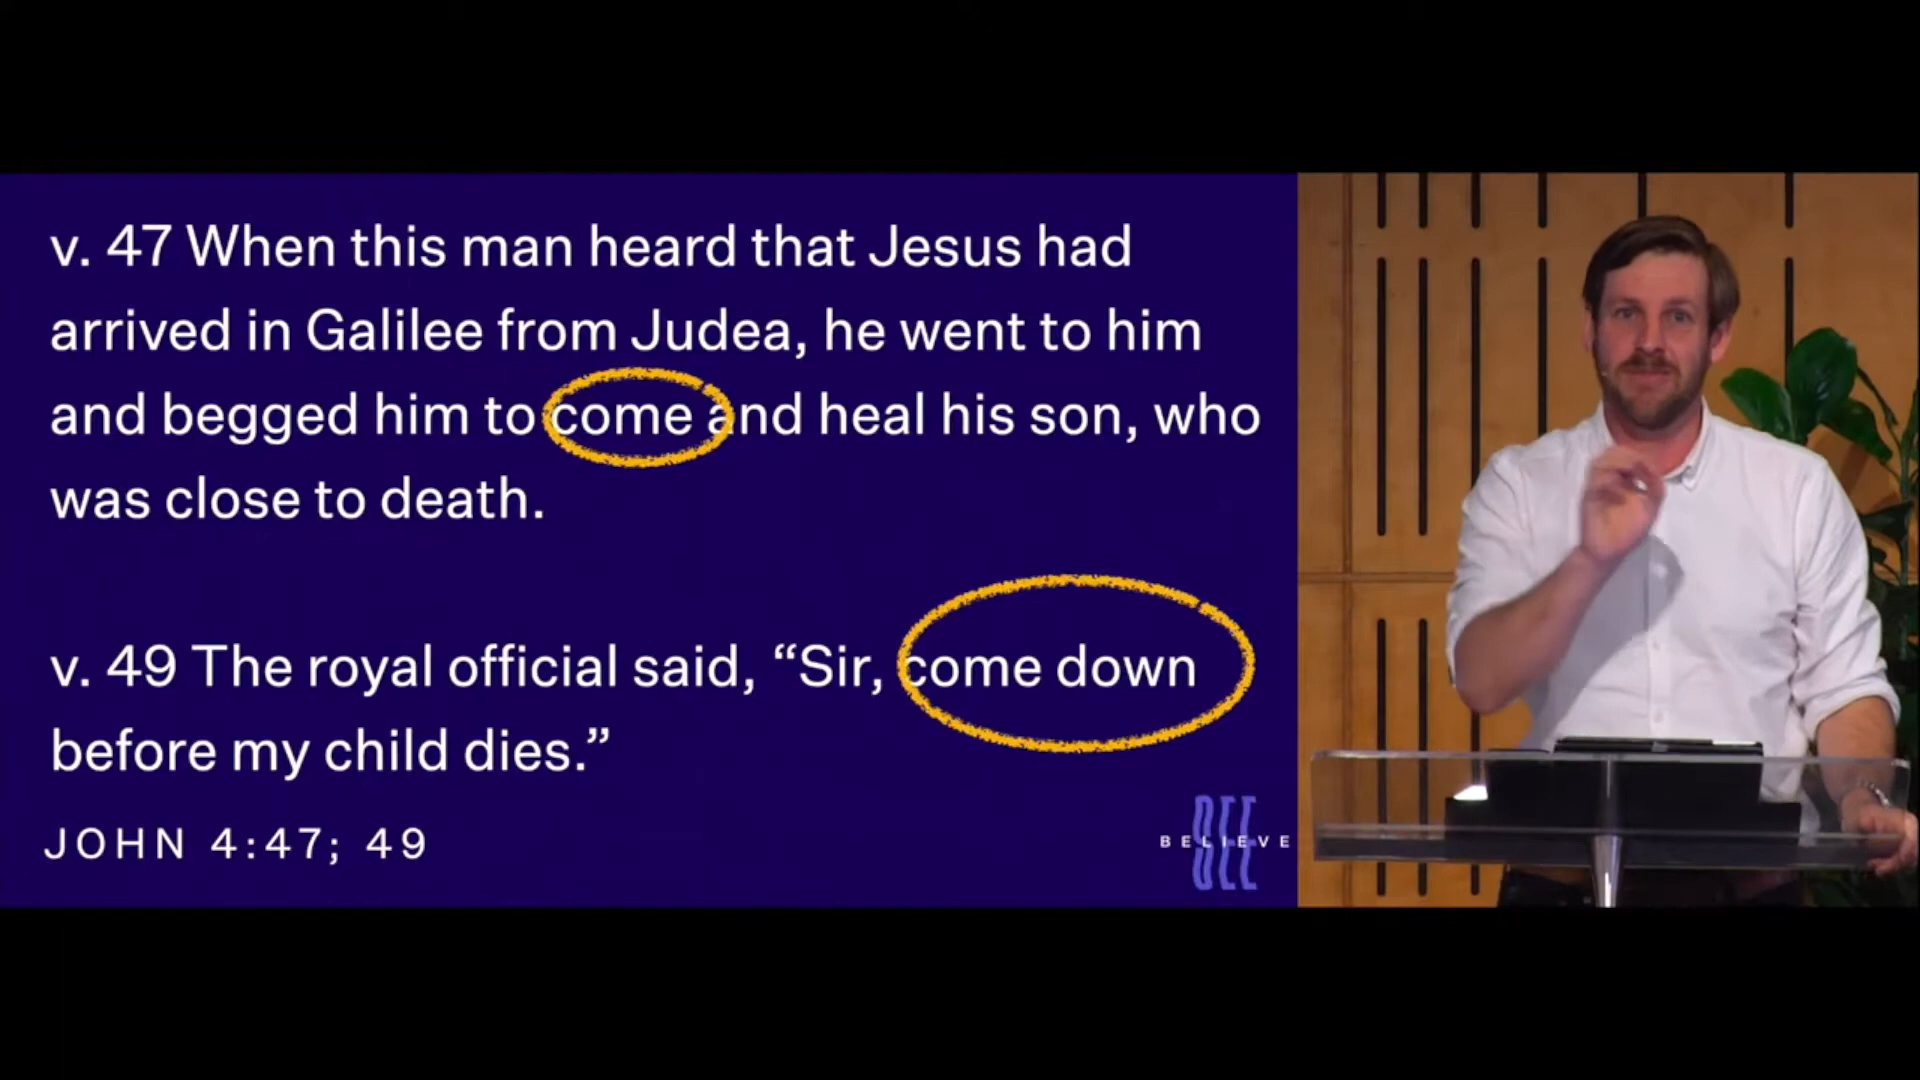 v. 47 When this man heard that Jesus had
arrived in Galilee from Judea, he went to him
and begged him to come and heal his son, who
was close to death.
v. 49 The royal official said, “Sir, come down
before my child dies.”
JOHN 4:47; 49
SEE
BELIEVE